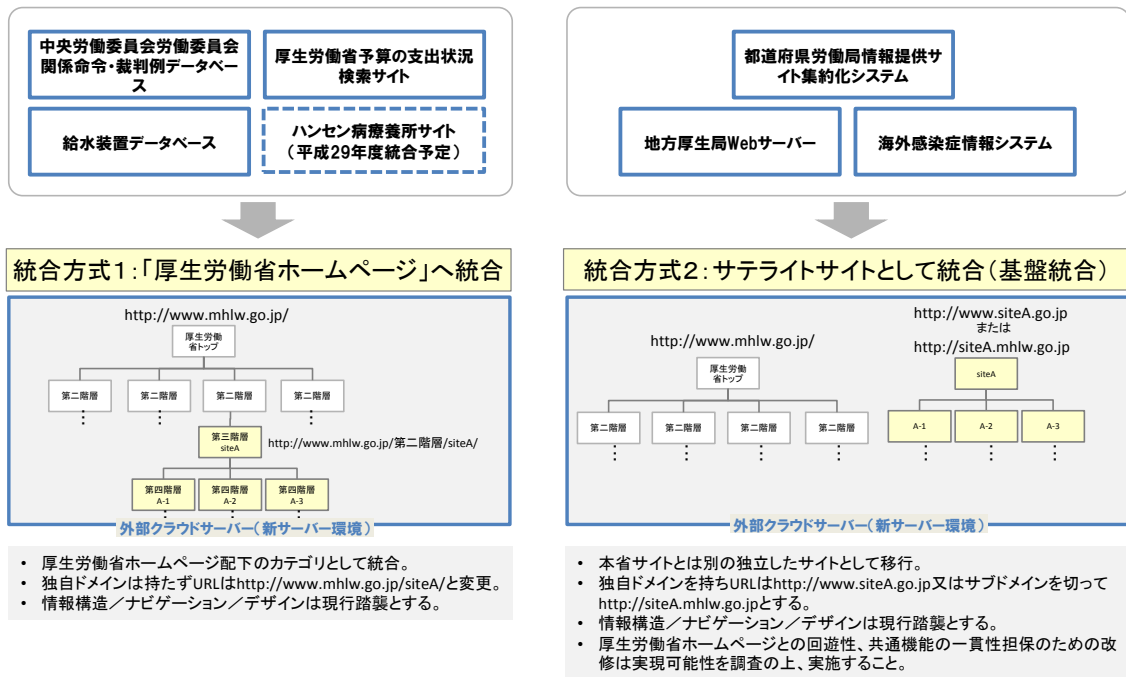 中央労働委員会労働委員会
関係命令・裁判例データベー
ス
厚生労働省予算の支出状況
検索サイト
給水装置データベース
ハンセン病療養所サイト
（平成29年度統合予定）
統合方式1：「厚生労働省ホームページ」へ統合
http://www.mhlw.go.jp/
厚生労働
省トップ
第二階層
第二階層
第二階層
第二階層
⋮
⋮
⋮
⋮
第三階層
siteA
http://www.mhlw.go.jp/第二階層/siteA/
第四階層
A-1
第四階層
A-2
第四階層
A-3
⋮
⋮
⋮
外部クラウドサーバー（新サーバー環境）
• 厚生労働省ホームページ配下のカテゴリとして統合。
• 独自ドメインは持たずURLはhttp://www.mhlw.go.jp/siteA/と変更。
• 情報構造／ナビゲーション／デザインは現行踏襲とする。
都道府県労働局情報提供サ
イト集約化システム
地方厚生局Webサーバー
海外感染症情報システム
統合方式2：サテライトサイトとして統合（基盤統合）
http://www.mhlw.go.jp/
厚生労働
省トップ
第二階層
第二階層
第二階層
第二階層
⋮
⋮
⋮
⋮
http://www.siteA.go.jp
または
http://siteA.mhlw.go.jp
siteA
A-1
A-2
A-3
⋮
⋮
⋮
外部クラウドサーバー（新サーバー環境）
• 本省サイトとは別の独立したサイトとして移行。
• 独自ドメインを持ちURLはhttp://www.siteA.go.jp又はサブドメインを切って
http://siteA.mhlw.go.jpとする。
• 情報構造／ナビゲーション／デザインは現行踏襲とする。
• 厚生労働省ホームページとの回遊性、共通機能の一貫性担保のための改
修は実現可能性を調査の上、実施すること。